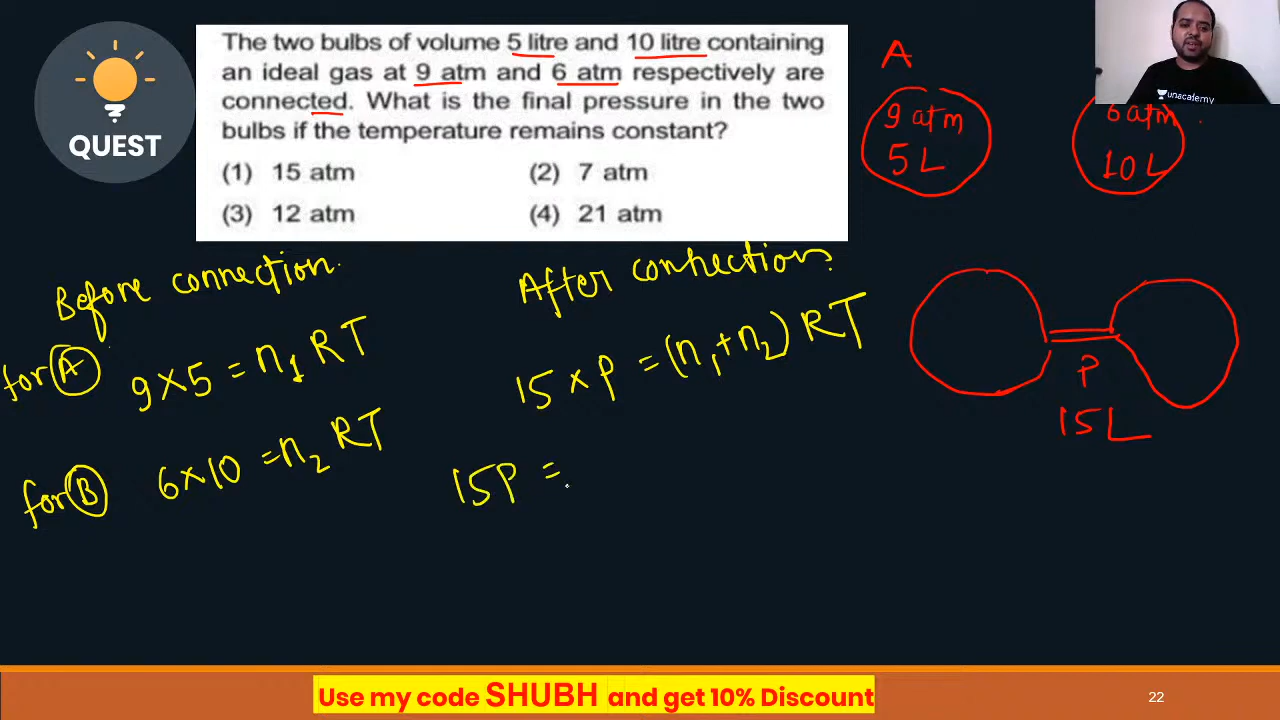 QUEST
The two bulbs of volume 5 litre and 10 litre containing
an ideal gas at 9 atm and 6 atm respectively are
connected. What is the final pressure in the two
bulbs if the temperature remains constant?
(1) 15 atm
(2) 7 atm
(3) 12 atm
(4) 21 atm
A
9 atm
5 L
6 atm
10 L
unacademy
Before connection.
for A 9 × 5 = n₁ RT
for B 6 × 10 = n₂ RT
After connection
15 × P = (n₁ + n₂) RT
15P =
P
15 L
Use my code SHUBH and get 10% Discount
22